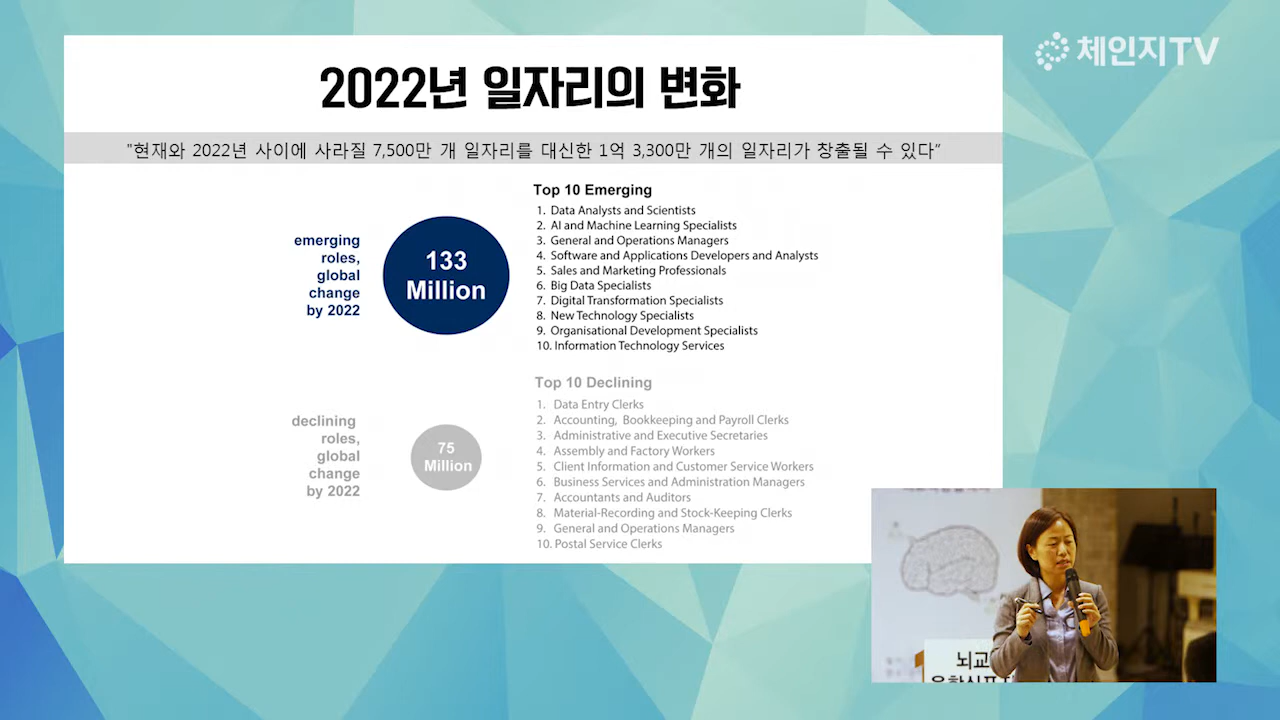 체인지TV
2022년 일자리의 변화
"현재와 2022년 사이에 사라질 7,500만 개 일자리를 대신한 1억 3,300만 개의 일자리가 창출될 수 있다”
emerging
roles,
global
change
by 2022
133
Million
Top 10 Emerging
1. Data Analysts and Scientists
2. AI and Machine Learning Specialists
3. General and Operations Managers
4. Software and Applications Developers and Analysts
5. Sales and Marketing Professionals
6. Big Data Specialists
7. Digital Transformation Specialists
8. New Technology Specialists
9. Organisational Development Specialists
10. Information Technology Services
declining
roles,
global
change
by 2022
75
Million
Top 10 Declining
1. Data Entry Clerks
2. Accounting, Bookkeeping and Payroll Clerks
3. Administrative and Executive Secretaries
4. Assembly and Factory Workers
5. Client Information and Customer Service Workers
6. Business Services and Administration Managers
7. Accountants and Auditors
8. Material-Recording and Stock-Keeping Clerks
9. General and Operations Managers
10. Postal Service Clerks
뇌교